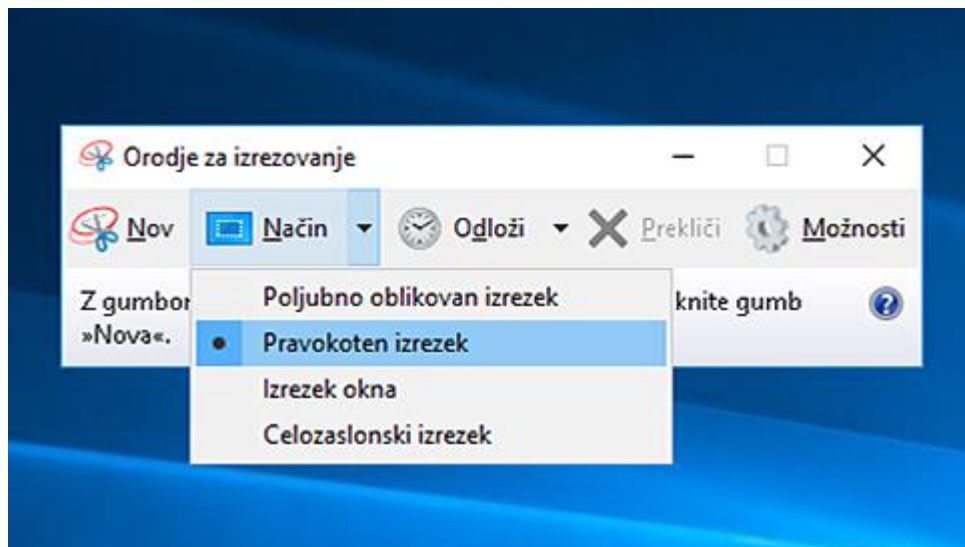 Orodje za izrezovanje
Nov Način Odloži Prekliči Možnosti
Z gumbom knite gumb
»Nova«.
Poljubno oblikovan izrezek
Pravokoten izrezek
Izrezek okna
Celozaslonski izrezek